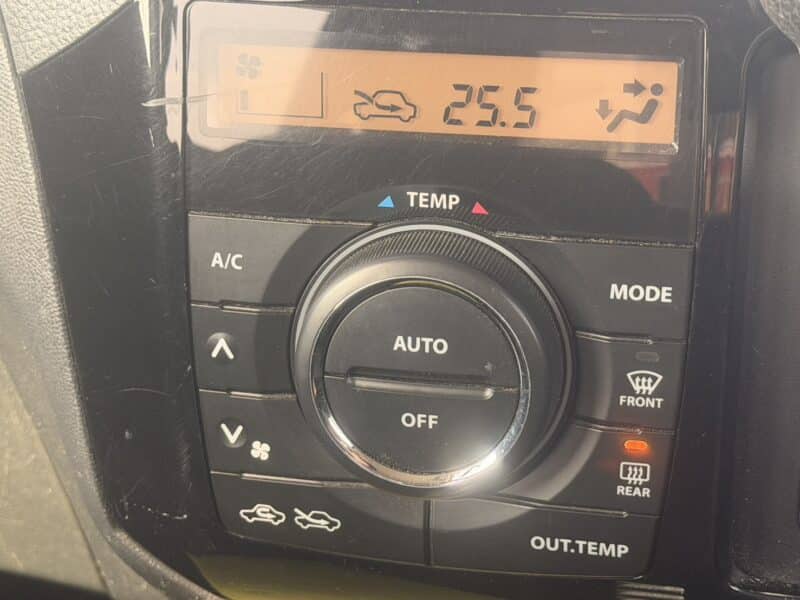 25.5
TEMP
A/C
MODE
AUTO
FRONT
OFF
REAR
OUT.TEMP